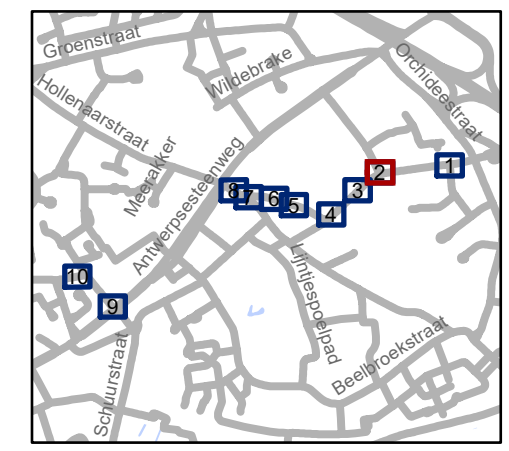 Groenstraat
Wildebrake
Orchideestraat
Hollenaarstraat
Meerakker
Antwerpsesteenweg
1
2
3
4
5
6
7
8
Lijntjespoelpad
10
9
Schuurstraat
Beelbroekstraat